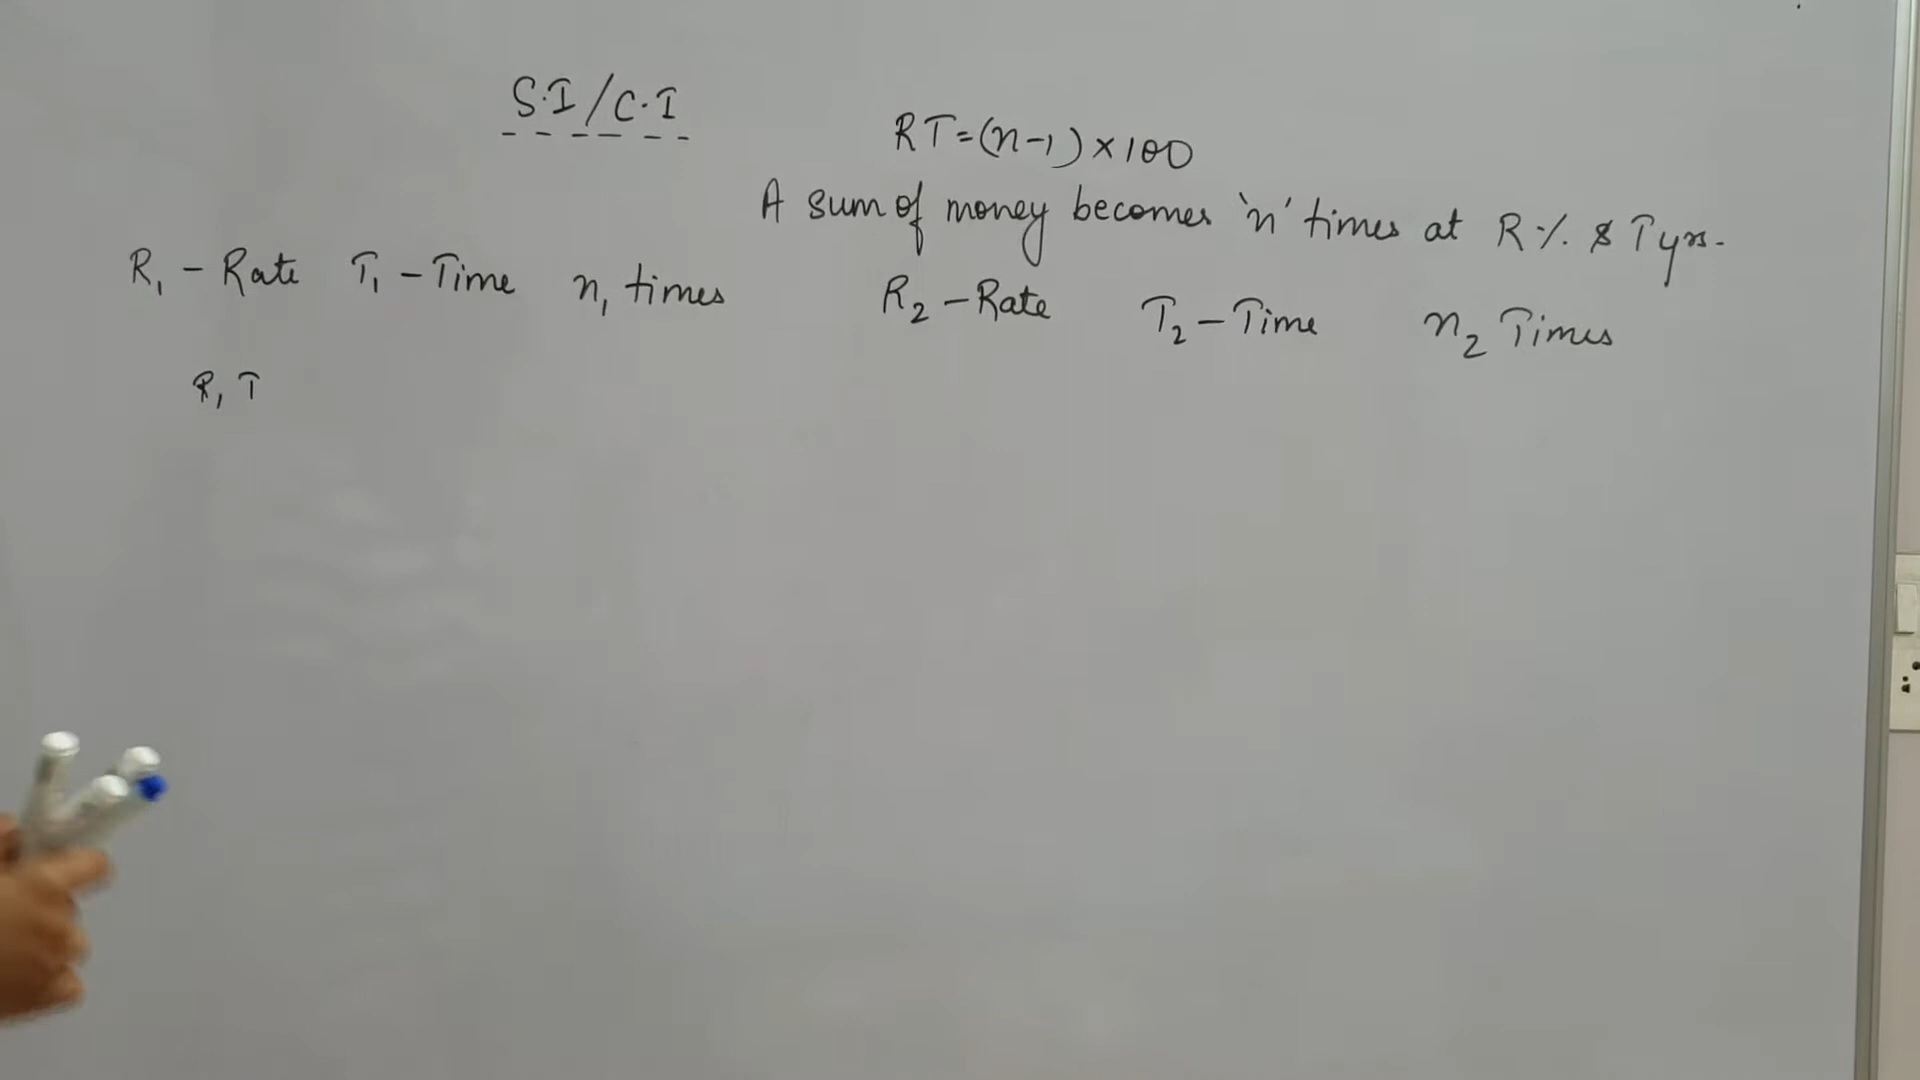 S.I/C.I
RT=(n-1)×100
A sum of money becomes 'n' times at R% & T yrs.
R₁ - Rate T₁ - Time n₁ times
R₂ - Rate T₂ - Time n₂ Times
R₁ T